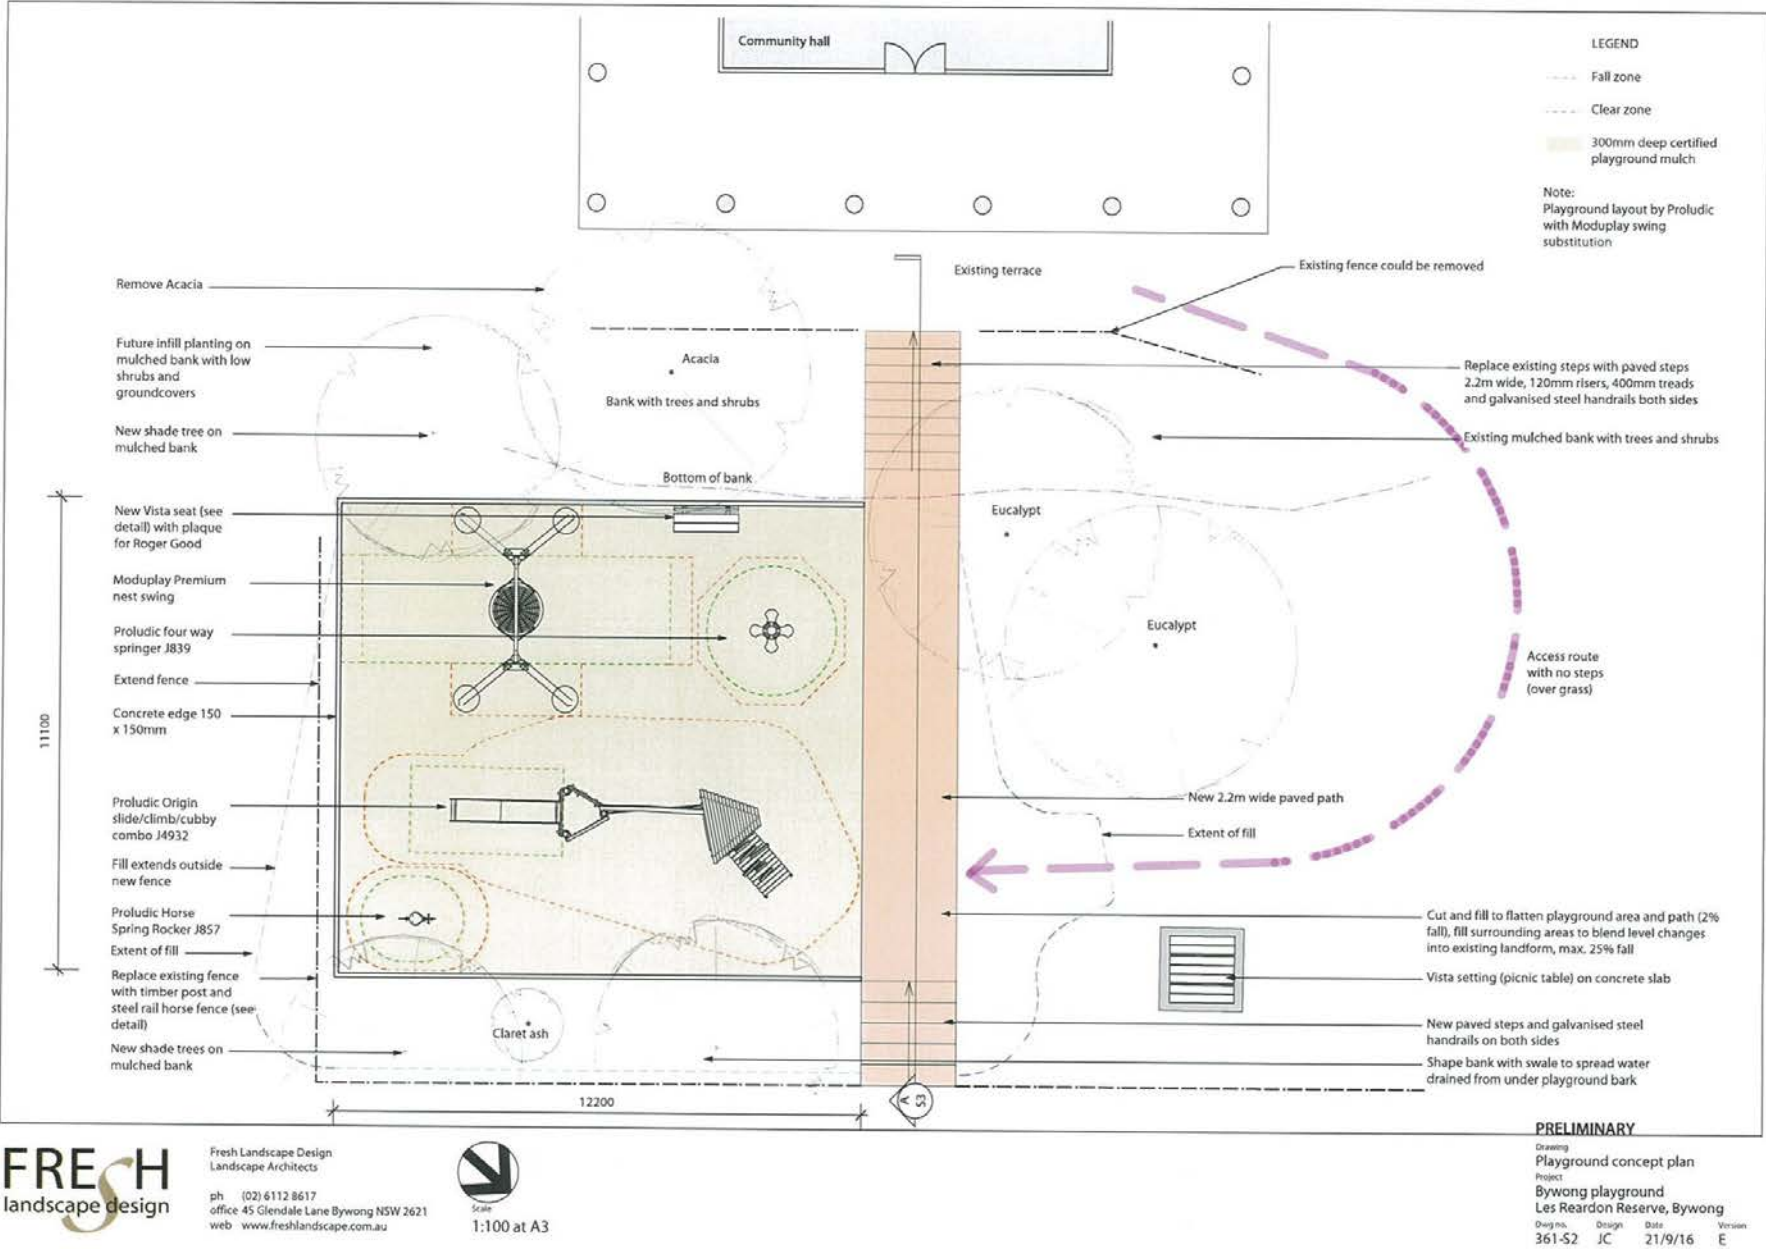 Community hall
LEGEND
Fall zone
Clear zone
300mm deep certified
playground mulch
Note:
Playground layout by Proludic
with Moduplay swing
substitution
Existing terrace
Existing fence could be removed
Remove Acacia
Future infill planting on
mulched bank with low
shrubs and
groundcovers
Acacia
Bank with trees and shrubs
Replace existing steps with paved steps
2.2m wide, 120mm risers, 400mm treads
and galvanised steel handrails both sides
New shade tree on
mulched bank
Existing mulched bank with trees and shrubs
Bottom of bank
New Vista seat (see
detail) with plaque
for Roger Good
Eucalypt
Moduplay Premium
nest swing
Proludic four way
springer J839
Eucalypt
Extend fence
Access route
with no steps
(over grass)
Concrete edge 150
x 150mm
11100
Proludic Origin
slide/climb/cubby
combo J4932
New 2.2m wide paved path
Extent of fill
Fill extends outside
new fence
Proludic Horse
Spring Rocker J857
Extent of fill
Cut and fill to flatten playground area and path (2%
fall), fill surrounding areas to blend level changes
into existing landform, max. 25% fall
Replace existing fence
with timber post and
steel rail horse fence (see
detail)
Vista setting (picnic table) on concrete slab
Claret ash
New paved steps and galvanised steel
handrails on both sides
New shade trees on
mulched bank
Shape bank with swale to spread water
drained from under playground bark
12200
A
S3
FRESH
landscape design
Fresh Landscape Design
Landscape Architects
ph (02) 6112 8617
office 45 Glendale Lane Bywong NSW 2621
web www.freshlandscape.com.au
Scale
1:100 at A3
PRELIMINARY
Drawing
Playground concept plan
Project
Bywong playground
Les Reardon Reserve, Bywong
Dwg no. Design Date Version
361-S2 JC 21/9/16 E